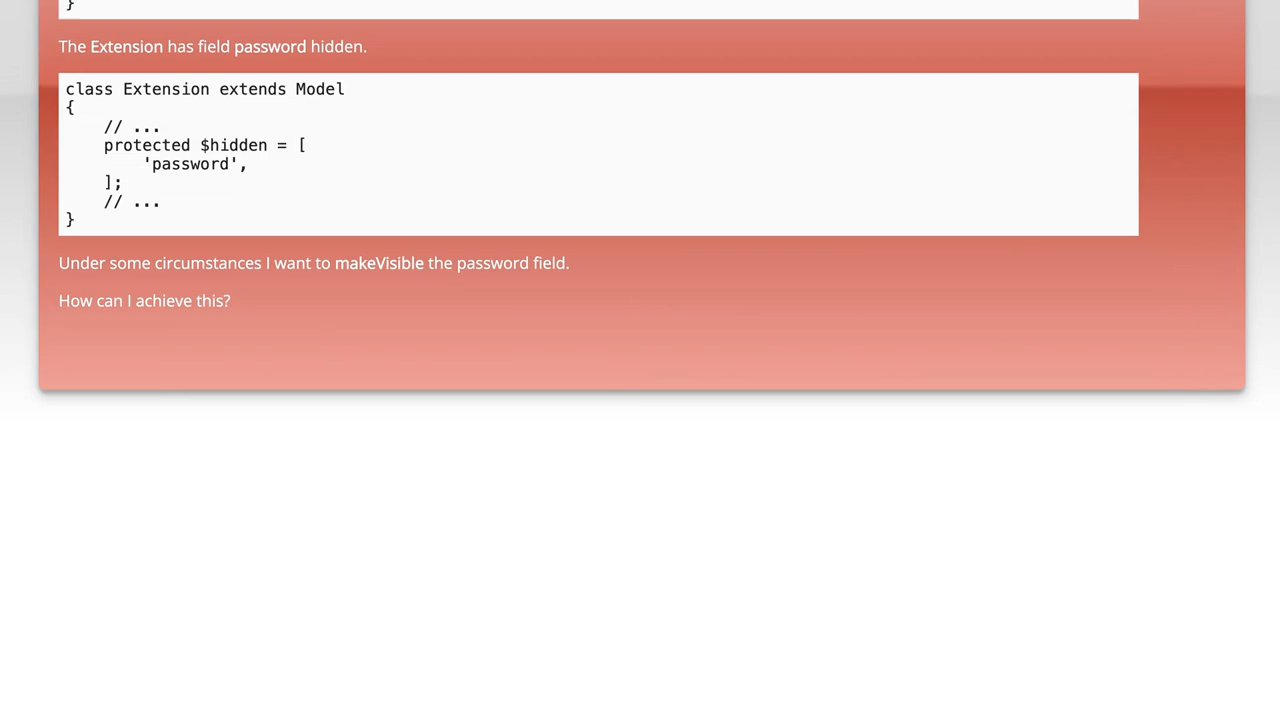 }
The Extension has field password hidden.
class Extension extends Model
{
    // ...
    protected $hidden = [
        'password',
    ];
    // ...
}
Under some circumstances I want to makeVisible the password field.
How can I achieve this?